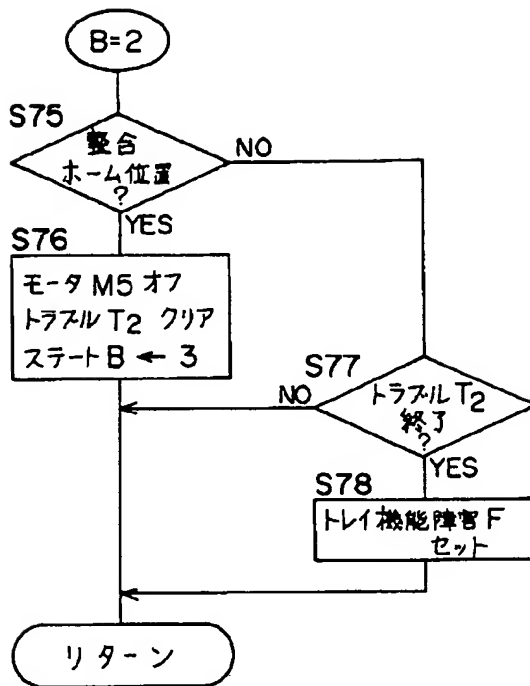 B=2
S75
整合
ホーム位置
?
NO
YES
S76
モータ M5 オフ
トラブル T2 クリア
ステート B ← 3
S77
トラブル T2
終了
?
NO
YES
S78
トレイ機能障害 F
セット
リターン